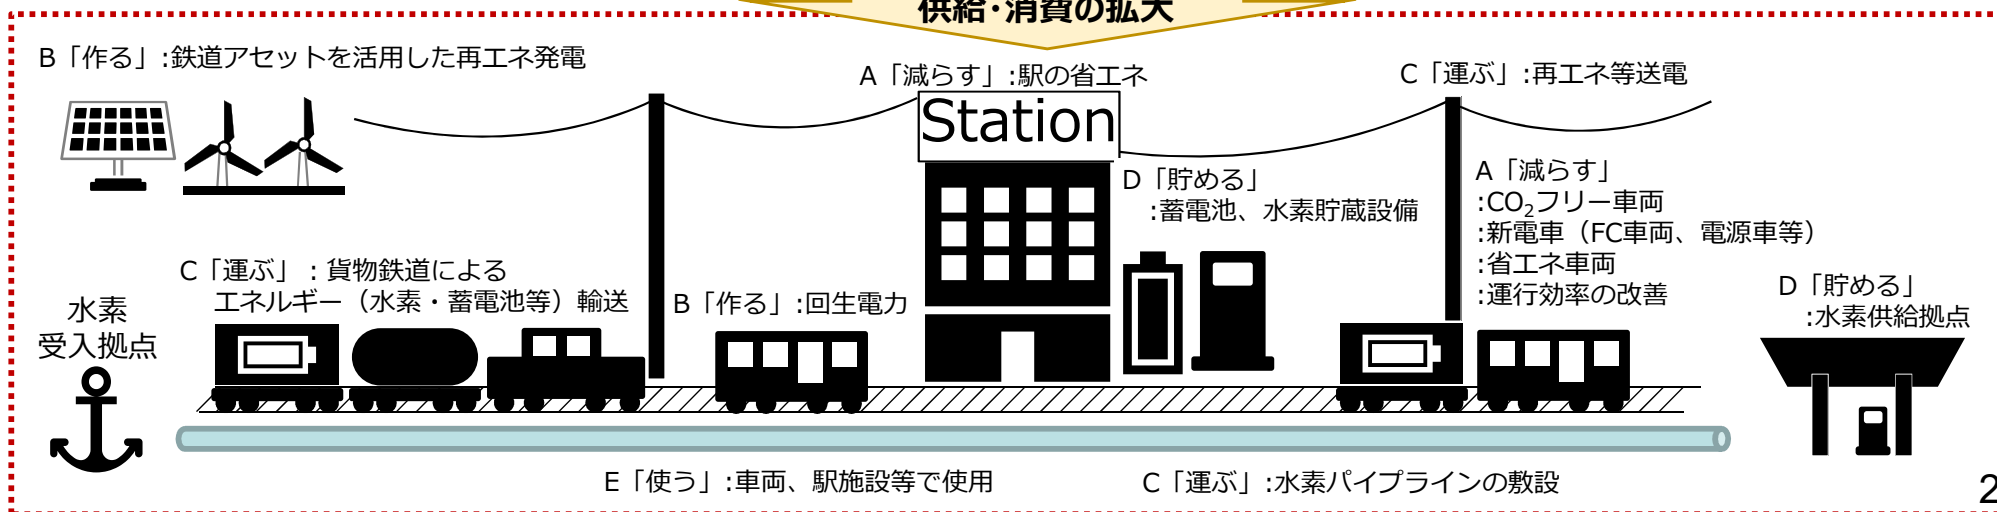 供給・消費の拡大
B「作る」:鉄道アセットを活用した再エネ発電
A「減らす」:駅の省エネ
C「運ぶ」:再エネ等送電
Station
A「減らす」
:CO₂フリー車両
:新電車（FC車両、電源車等）
:省エネ車両
:運行効率の改善
D「貯める」
:蓄電池、水素貯蔵設備
C「運ぶ」：貨物鉄道による
エネルギー（水素・蓄電池等）輸送
B「作る」:回生電力
D「貯める」
:水素供給拠点
水素
受入拠点
E「使う」:車両、駅施設等で使用
C「運ぶ」:水素パイプラインの敷設
2